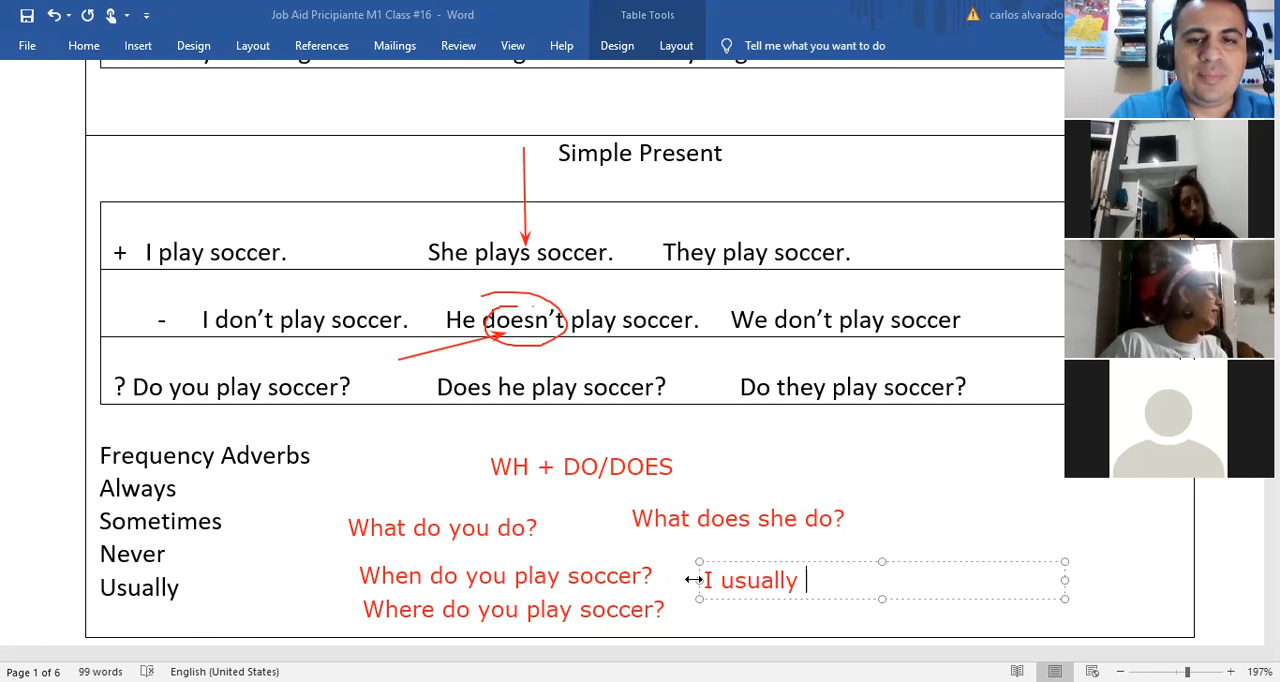 Job Aid Pricipiante M1 Class #16 - Word
Table Tools
carlos alvarado
File Home Insert Design Layout References Mailings Review View Help Design Layout Tell me what you want to do
Simple Present
+ I play soccer. She plays soccer. They play soccer.
- I don’t play soccer. He doesn’t play soccer. We don’t play soccer
? Do you play soccer? Does he play soccer? Do they play soccer?
Frequency Adverbs
WH + DO/DOES
Always
Sometimes
What do you do? What does she do?
Never
When do you play soccer? I usually
Usually
Where do you play soccer?
Page 1 of 6 99 words English (United States) 197%